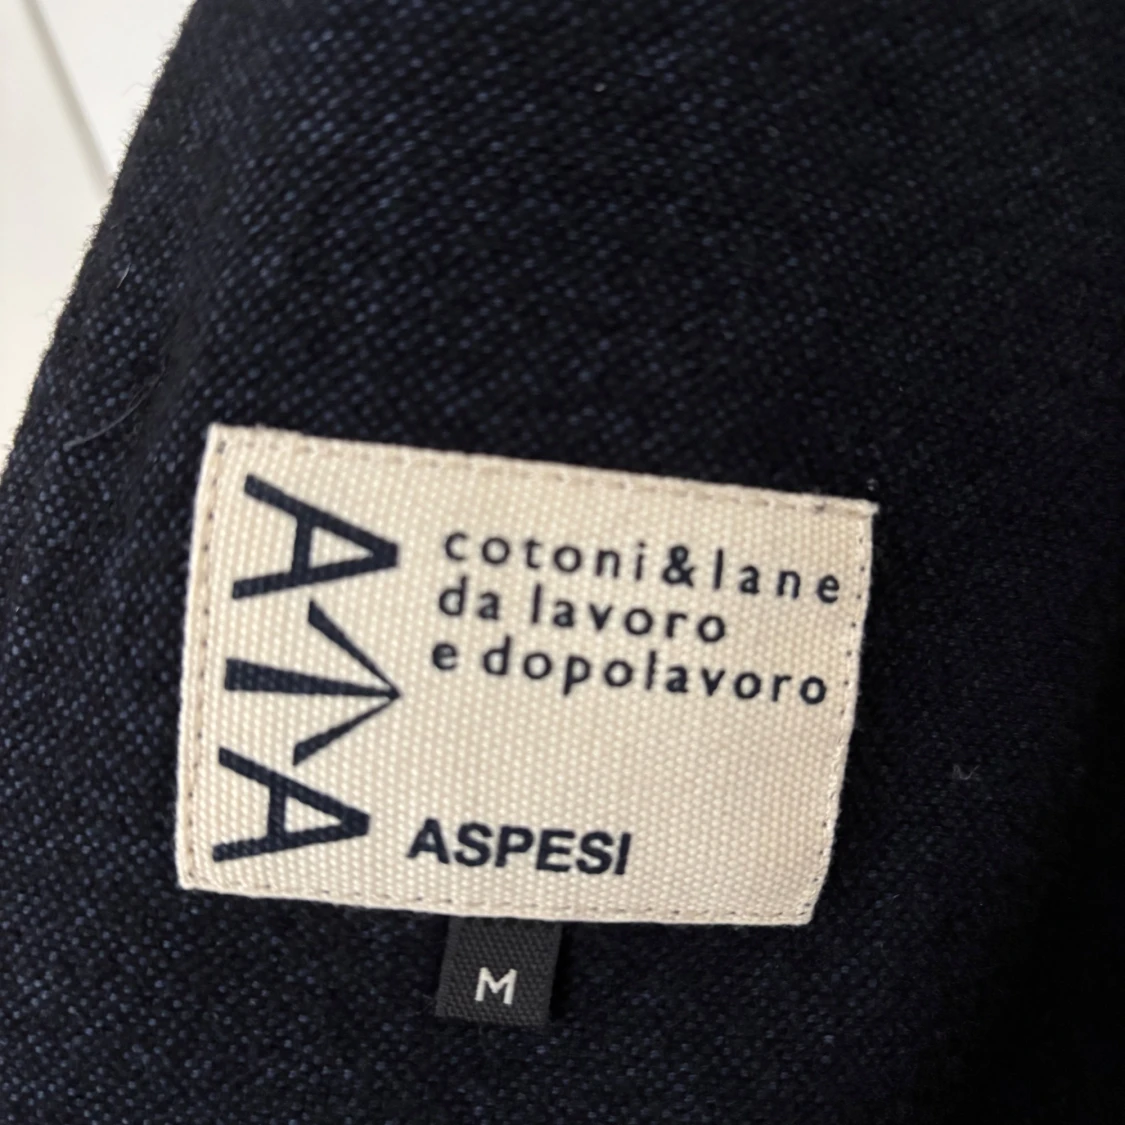 A↑A
cotoni&lane
da lavoro
e dopolavoro
ASPESI
M